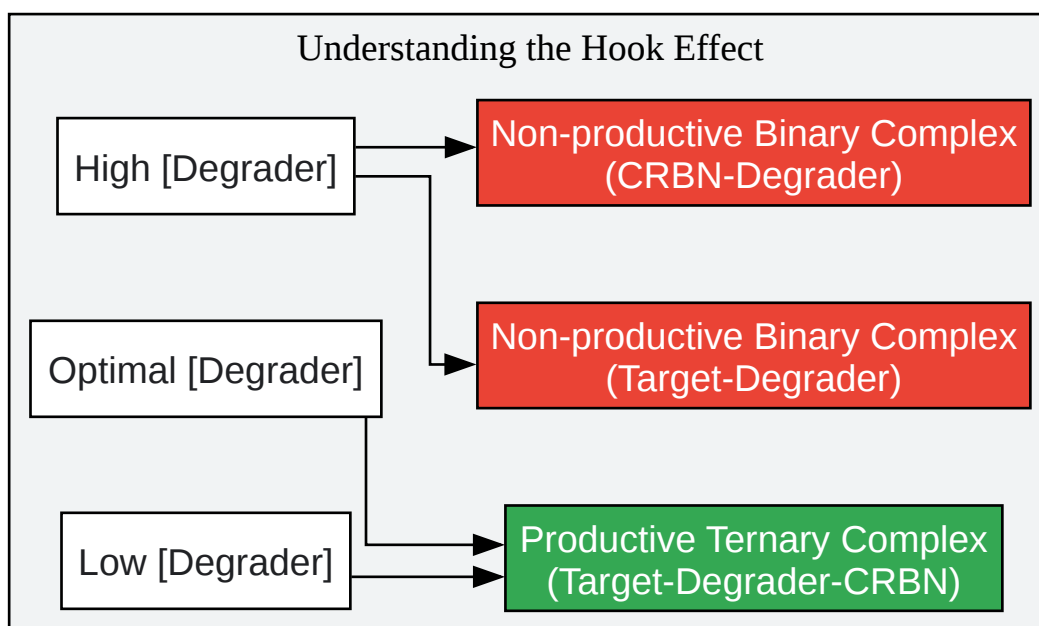 Understanding the Hook Effect
High [Degrader]
Non-productive Binary Complex
(CRBN-Degrader)
Optimal [Degrader]
Non-productive Binary Complex
(Target-Degrader)
Low [Degrader]
Productive Ternary Complex
(Target-Degrader-CRBN)